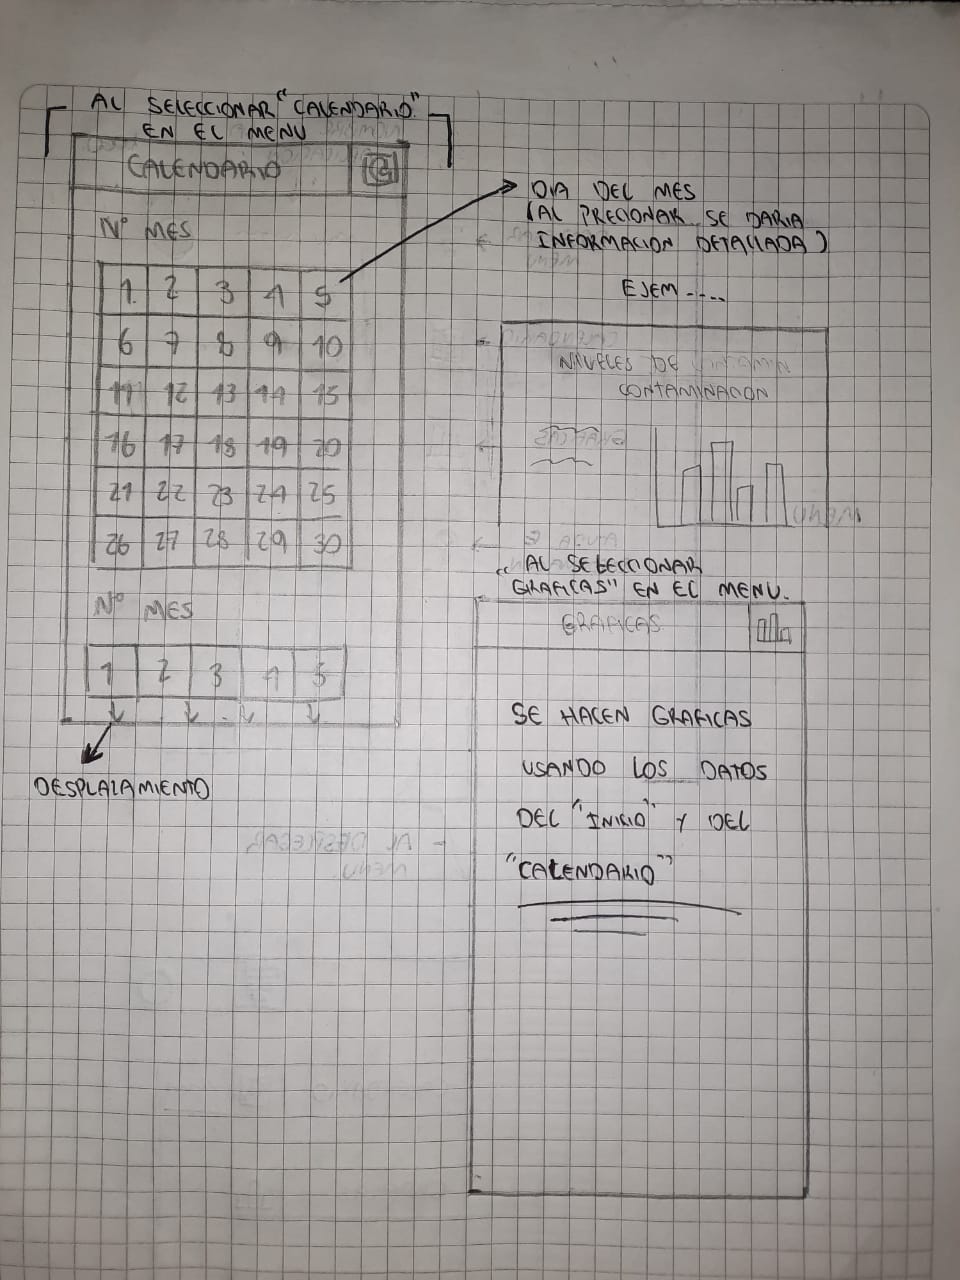 AL SELECCIONAR "CALENDARIO"
EN EL MENU
CALENDARIO
Nº MES
1 2 3 4 5
6 7 8 9 10
11 12 13 14 15
16 17 18 19 20
21 22 23 24 25
26 27 28 29 30
Nº MES
1 2 3 4 5
DESPLAZAMIENTO
DIA DEL MES
(AL PRECIONAR SE DARIA
INFORMACION DETALLADA)
EJEM ----
NIVELES DE
CONTAMINACION
"AL SELECCIONAR
GRAFICAS" EN EL MENU.
GRAFICAS
SE HACEN GRAFICAS
USANDO LOS DATOS
DEL "INICIO" Y DEL
"CALENDARIO"